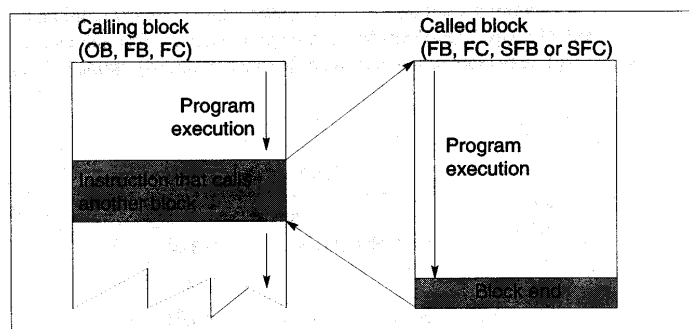 Calling block
(OB, FB, FC)
Program
execution
Instruction that calls
another block
Called block
(FB, FC, SFB or SFC)
Program
execution
Block end